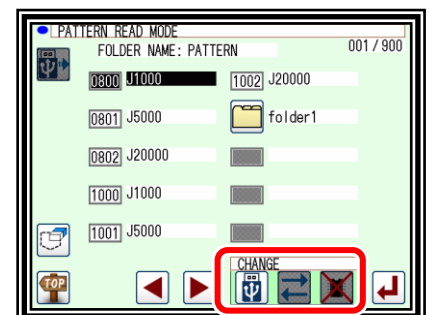 PATTERN READ MODE
FOLDER NAME: PATTERN 001/900
0800 J1000 1002 J20000
0801 J5000 folder1
0802 J20000
1000 J1000
1001 J5000
CHANGE
TOP